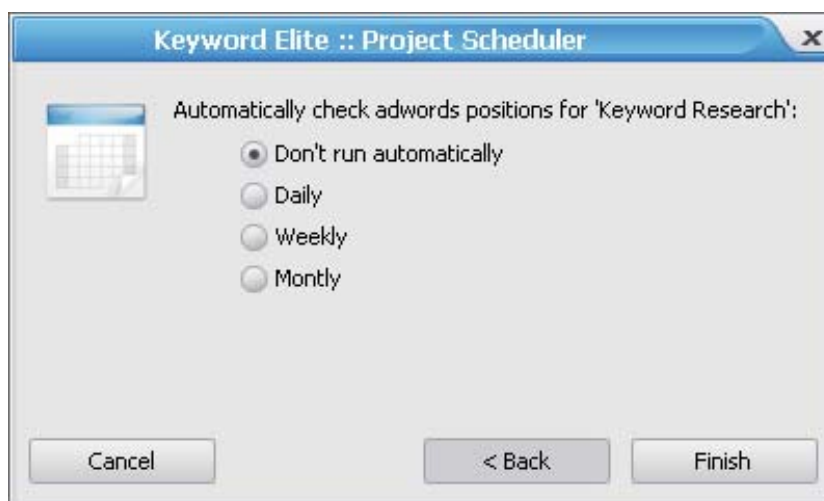 Keyword Elite :: Project Scheduler
X
Automatically check adwords positions for 'Keyword Research':
Don't run automatically
Daily
Weekly
Montly
Cancel
< Back
Finish